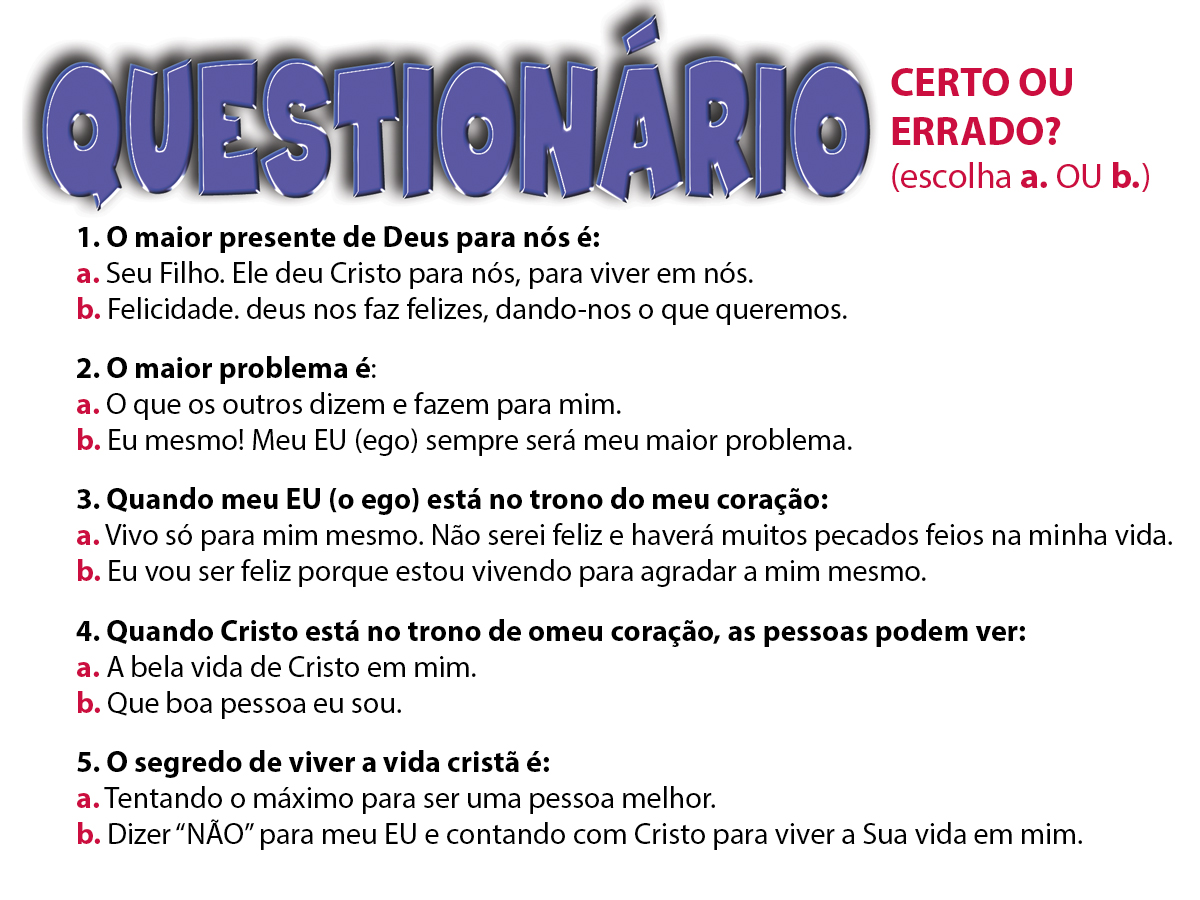 QUESTIONÁRIO
CERTO OU
ERRADO?
(escolha a. OU b.)
1. O maior presente de Deus para nós é:
a. Seu Filho. Ele deu Cristo para nós, para viver em nós.
b. Felicidade. deus nos faz felizes, dando-nos o que queremos.
2. O maior problema é:
a. O que os outros dizem e fazem para mim.
b. Eu mesmo! Meu EU (ego) sempre será meu maior problema.
3. Quando meu EU (o ego) está no trono do meu coração:
a. Vivo só para mim mesmo. Não serei feliz e haverá muitos pecados feios na minha vida.
b. Eu vou ser feliz porque estou vivendo para agradar a mim mesmo.
4. Quando Cristo está no trono de omeu coração, as pessoas podem ver:
a. A bela vida de Cristo em mim.
b. Que boa pessoa eu sou.
5. O segredo de viver a vida cristã é:
a. Tentando o máximo para ser uma pessoa melhor.
b. Dizer “NÃO” para meu EU e contando com Cristo para viver a Sua vida em mim.